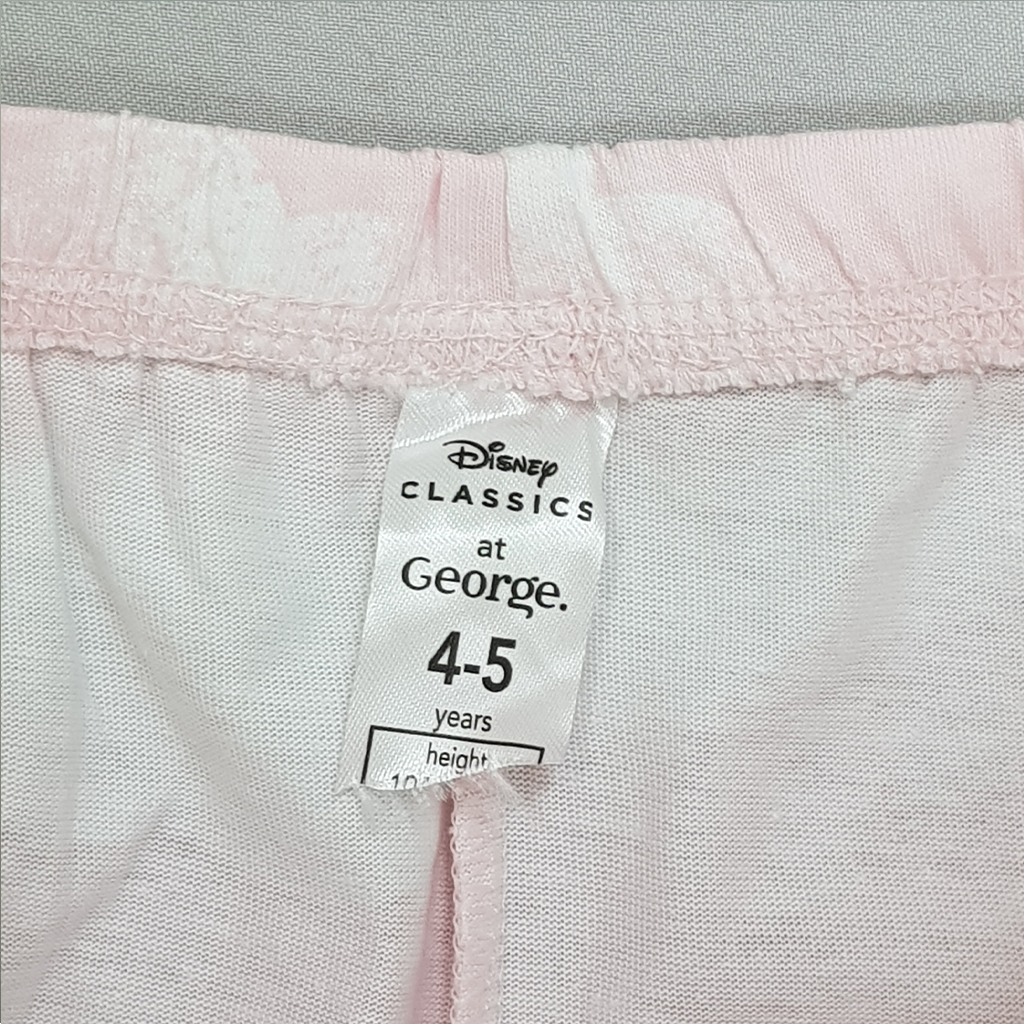 Disney
CLASSICS
at
George.
4-5
years
height